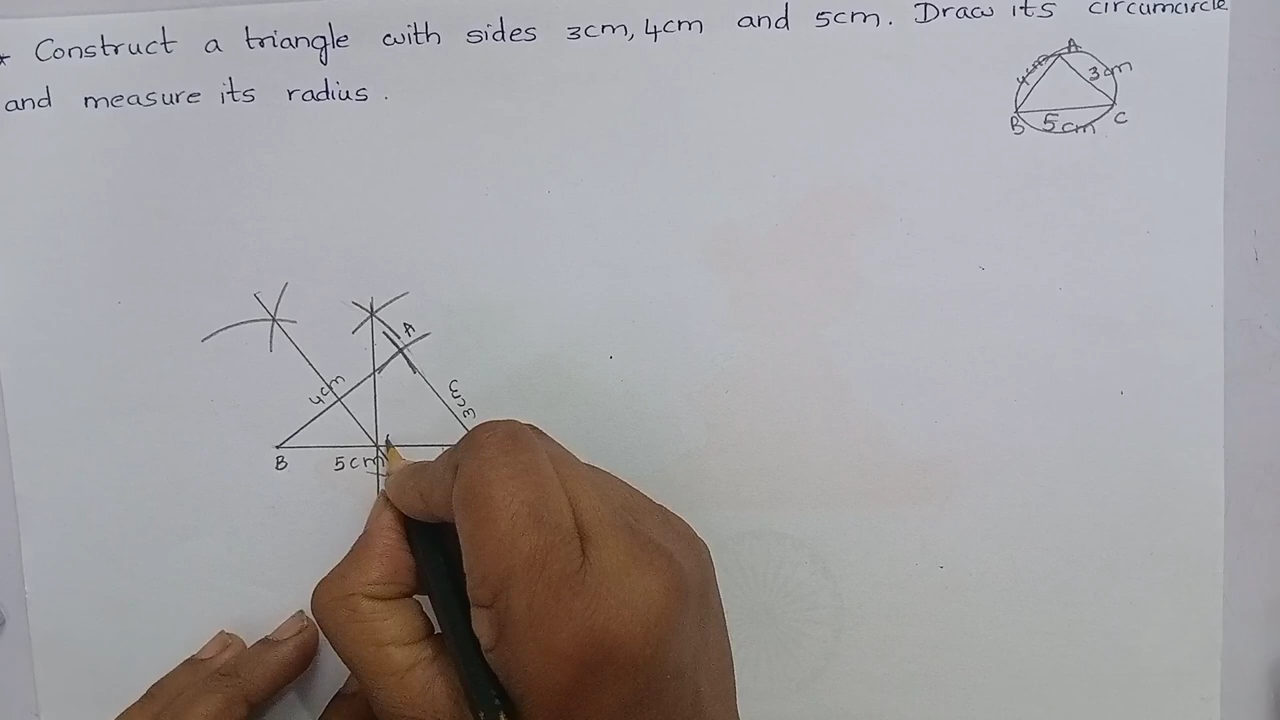 * Construct a triangle with sides 3cm, 4cm and 5cm. Draw its circumcircle
and measure its radius.
A
4cm
3cm
B
5cm
C
A
4cm
3cm
B
5cm